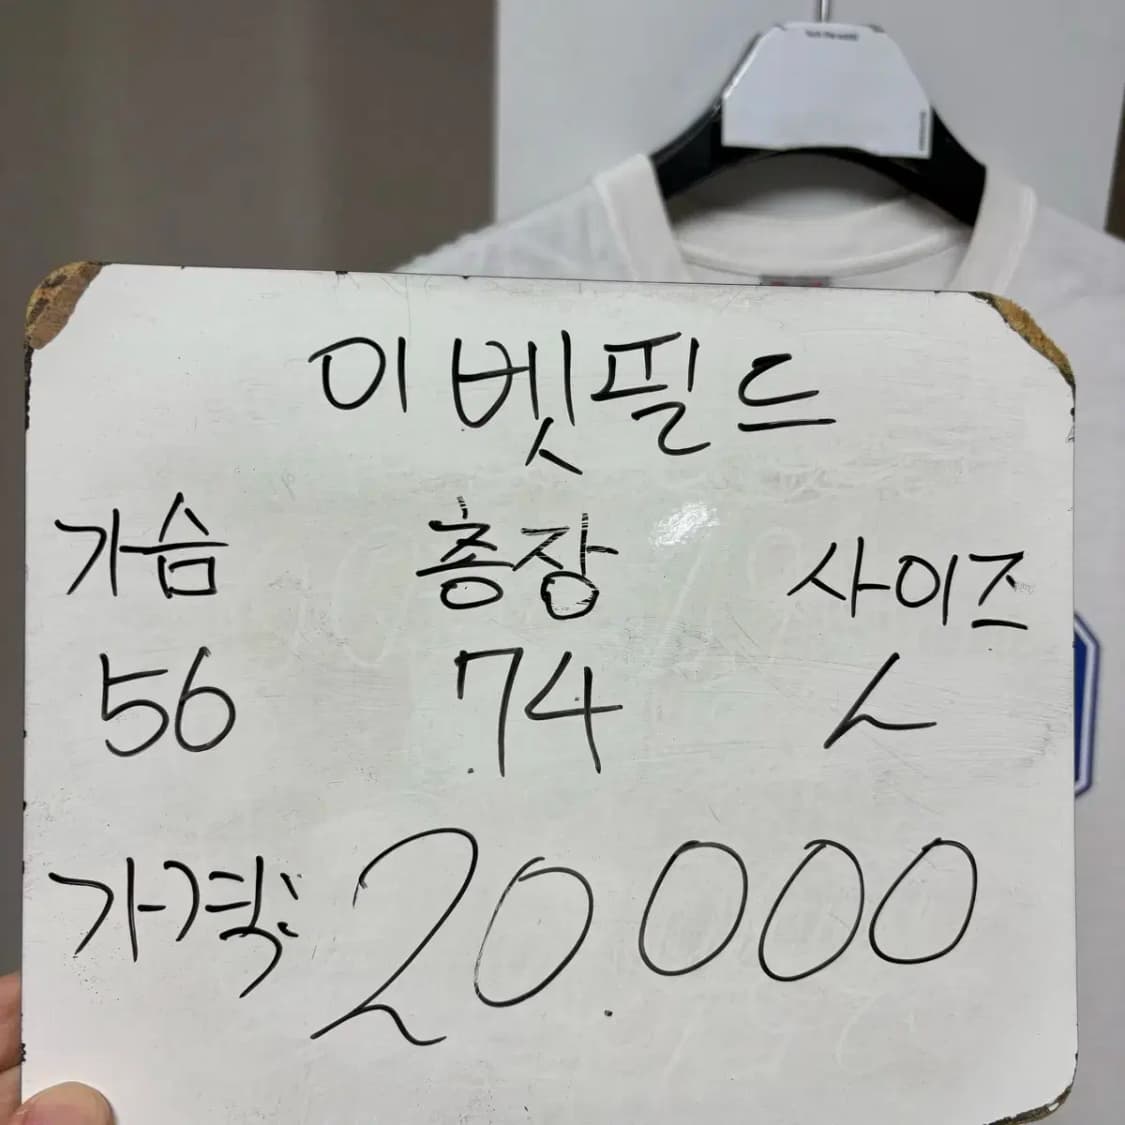 이벳필드
가슴 총장 사이즈
56 74 L
가격: 20.000